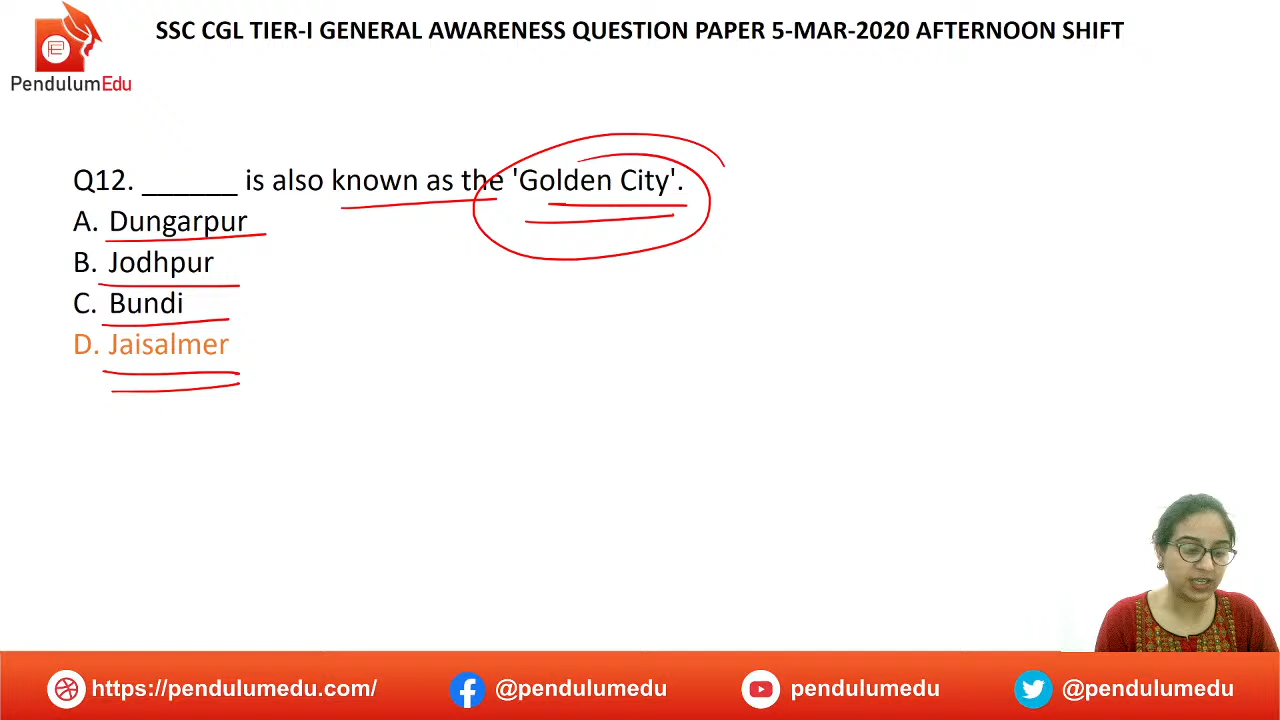 SSC CGL TIER-I GENERAL AWARENESS QUESTION PAPER 5-MAR-2020 AFTERNOON SHIFT
PendulumEdu
Q12. ______ is also known as the 'Golden City'.
A. Dungarpur
B. Jodhpur
C. Bundi
D. Jaisalmer
https://pendulumedu.com/ @pendulumedu pendulumedu @pendulumedu